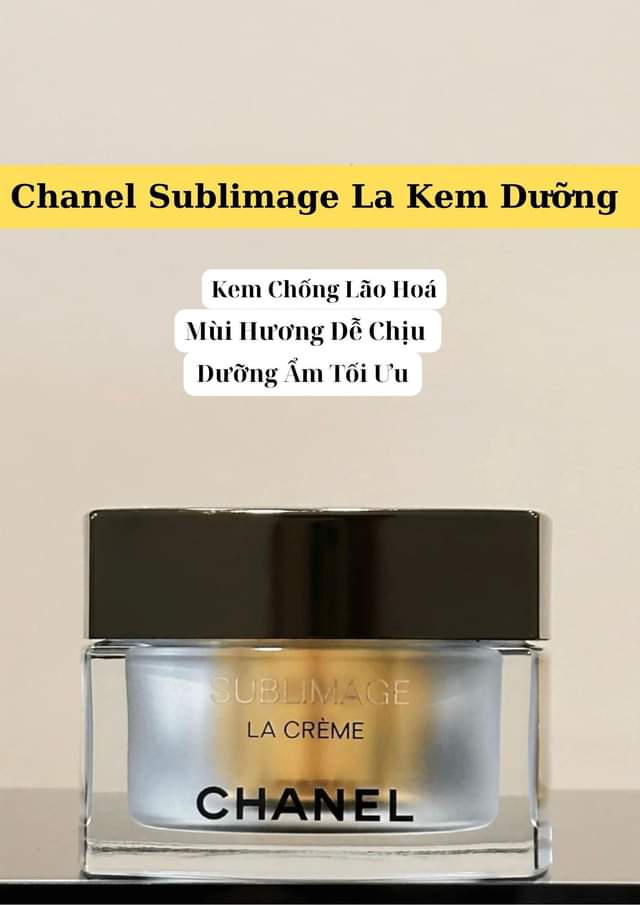 Chanel Sublimage La Kem Dưỡng
Kem Chống Lão Hoá
Mùi Hương Dễ Chịu
Dưỡng Ẩm Tối Ưu
SUBLIMAGE
LA CRÈME
CHANEL